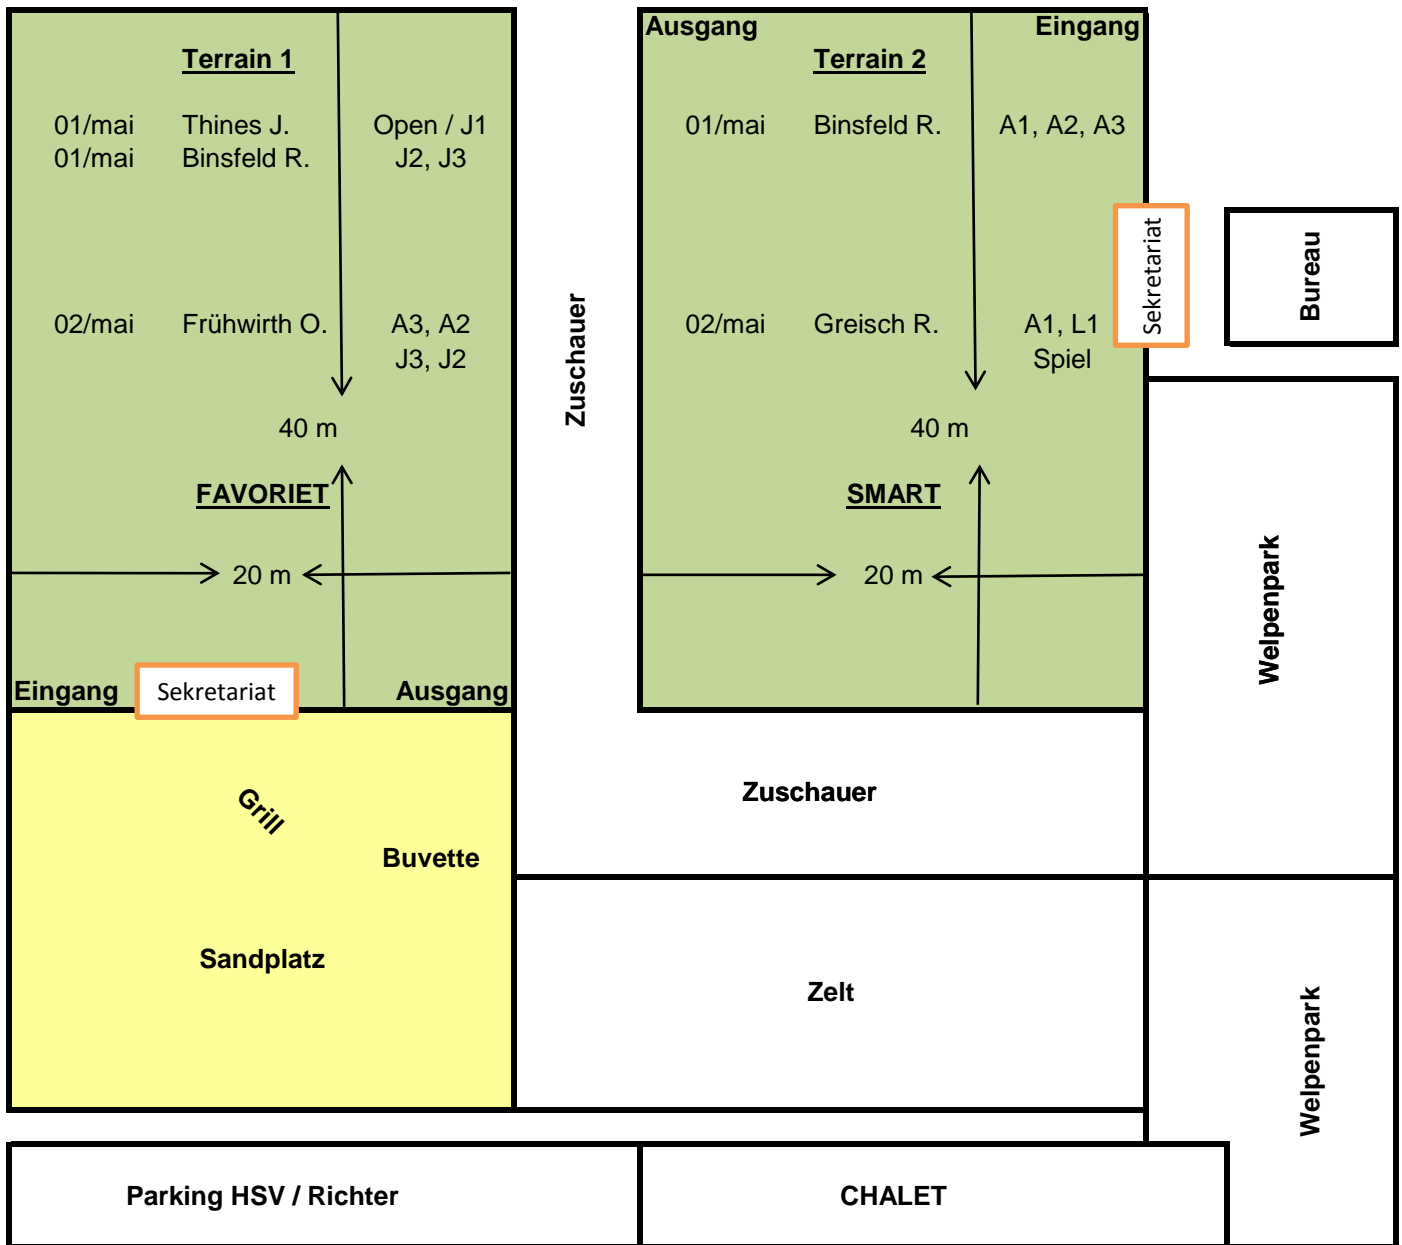 Terrain 1
01/mai Thines J. Open / J1
01/mai Binsfeld R. J2, J3
02/mai Frühwirth O. A3, A2
J3, J2
40 m
FAVORIET
20 m
Eingang Sekretariat Ausgang
Zuschauer
Ausgang Eingang
Terrain 2
01/mai Binsfeld R. A1, A2, A3
02/mai Greisch R. A1, L1
Spiel
40 m
SMART
20 m
Sekretariat
Bureau
Welpenpark
Grill
Buvette
Sandplatz
Zuschauer
Zelt
Welpenpark
Parking HSV / Richter
CHALET